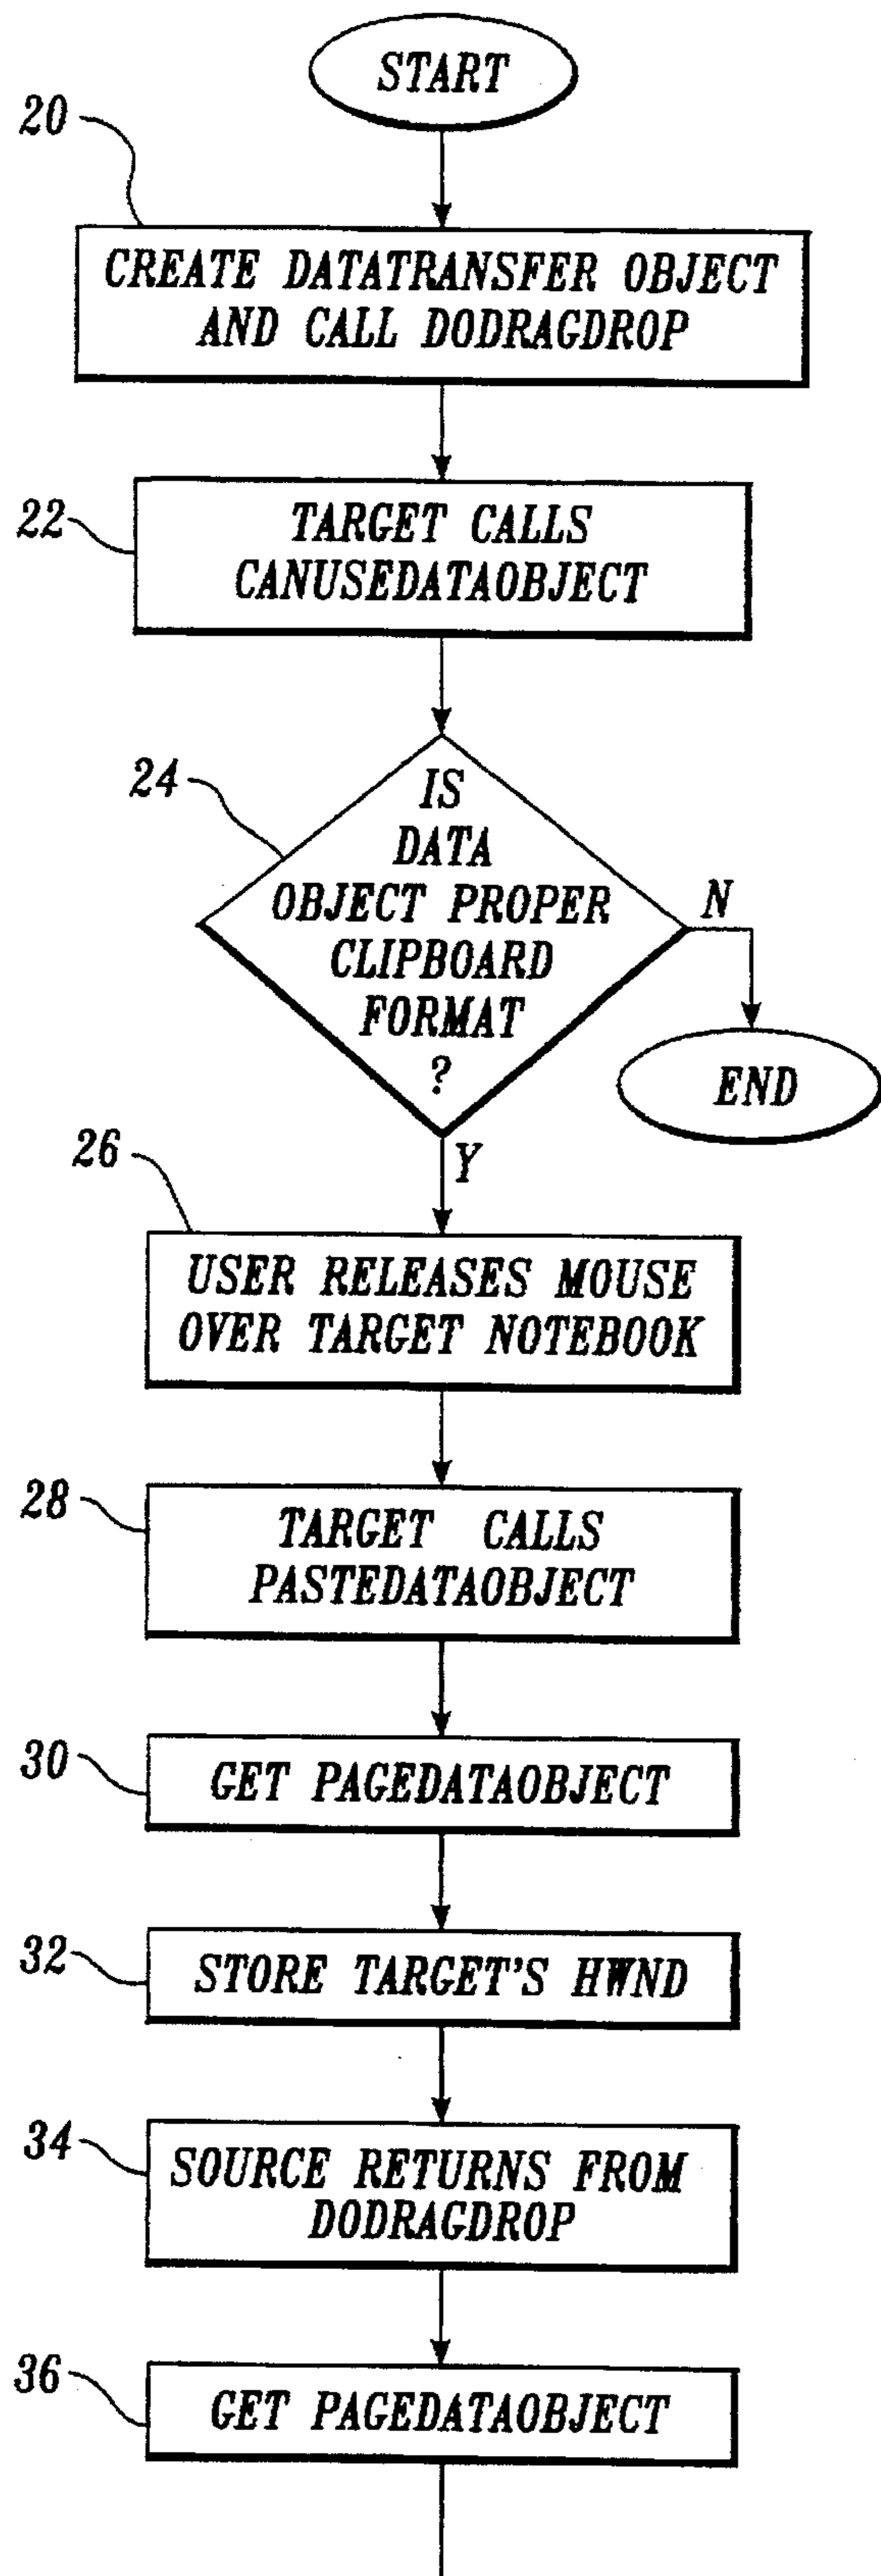 START
20
CREATE DATATRANSFER OBJECT
AND CALL DODRAGDROP
22
TARGET CALLS
CANUSEDATAOBJECT
24
IS
DATA
OBJECT PROPER
CLIPBOARD
FORMAT
?
N
END
Y
26
USER RELEASES MOUSE
OVER TARGET NOTEBOOK
28
TARGET CALLS
PASTEDATAOBJECT
30
GET PAGEDATAOBJECT
32
STORE TARGET'S HWND
34
SOURCE RETURNS FROM
DODRAGDROP
36
GET PAGEDATAOBJECT